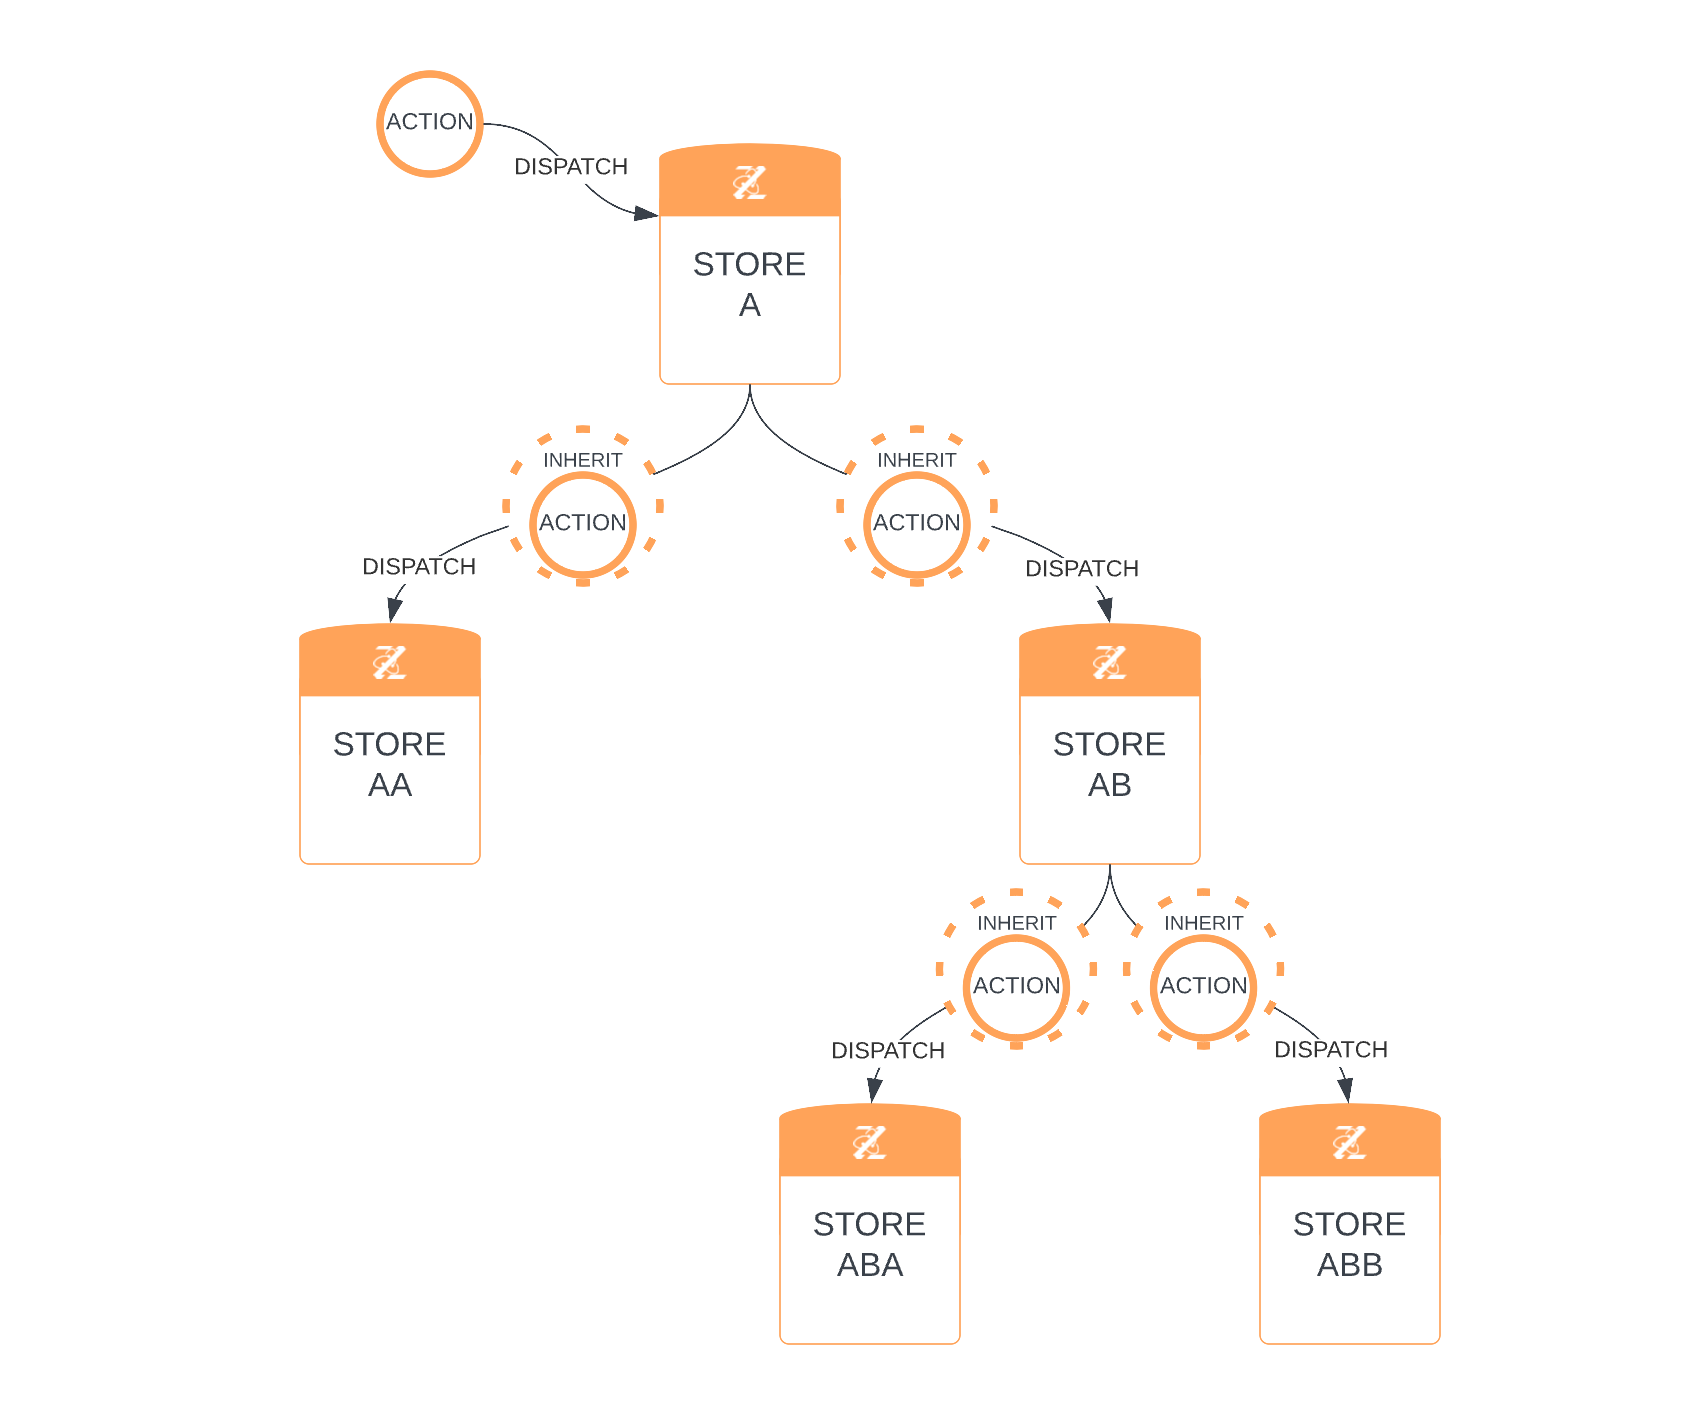 ACTION
DISPATCH
STORE
A
INHERIT
ACTION
INHERIT
ACTION
DISPATCH
DISPATCH
STORE
AA
STORE
AB
INHERIT
ACTION
INHERIT
ACTION
DISPATCH
DISPATCH
STORE
ABA
STORE
ABB